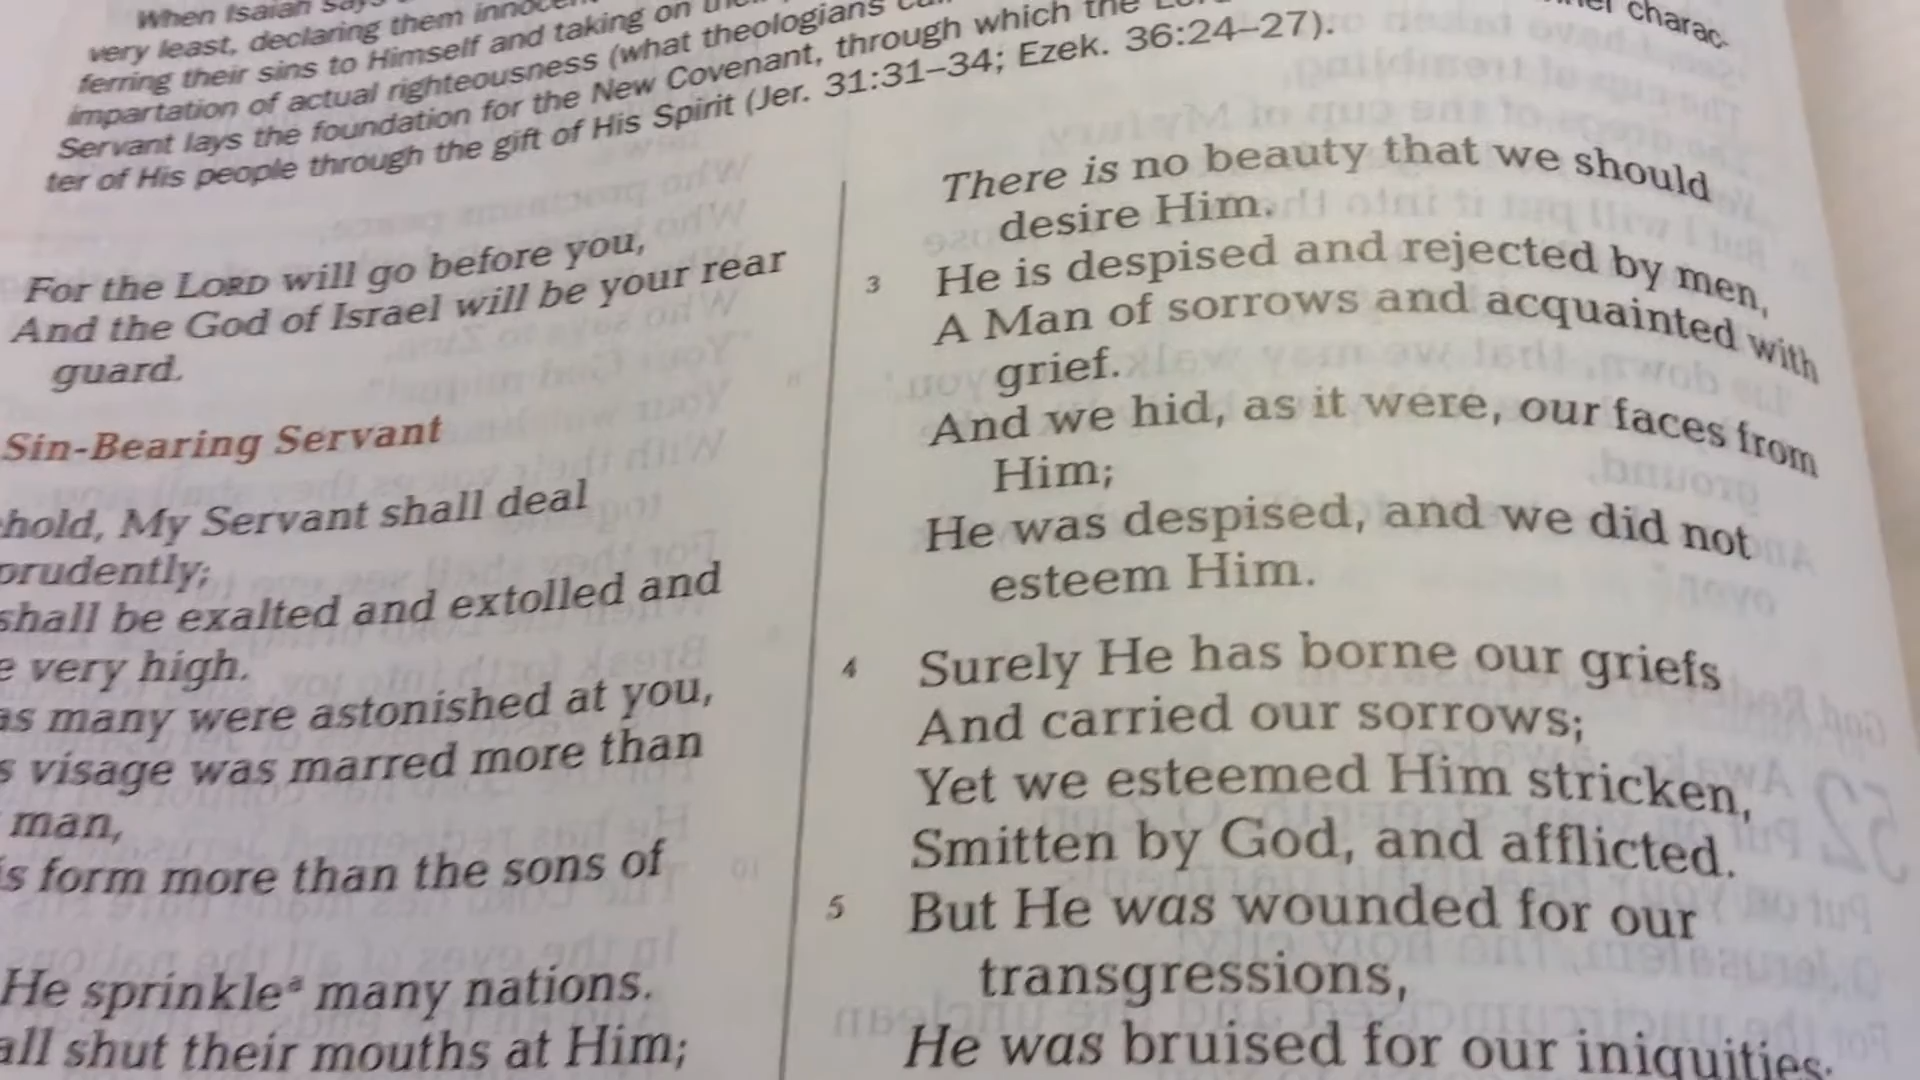 When Isaiah says
very least, declaring them
ferring their sins to Himself and taking on
impartation of actual righteousness (what theologians
Servant lays the foundation for the New Covenant, through which the
ter of His people through the gift of His Spirit (Jer. 31:31–34; Ezek. 36:24–27).
charac-
For the LORD will go before you,
And the God of Israel will be your rear
guard.
Sin-Bearing Servant
hold, My Servant shall deal
prudently;
shall be exalted and extolled and
very high.
as many were astonished at you,
visage was marred more than
man,
form more than the sons of
He sprinkleᵃ many nations.
all shut their mouths at Him;
There is no beauty that we should
desire Him.
3 He is despised and rejected by men,
A Man of sorrows and acquainted with
grief.
And we hid, as it were, our faces from
Him;
He was despised, and we did not
esteem Him.
4 Surely He has borne our griefs
And carried our sorrows;
Yet we esteemed Him stricken,
Smitten by God, and afflicted.
5 But He was wounded for our
transgressions,
He was bruised for our iniquities;